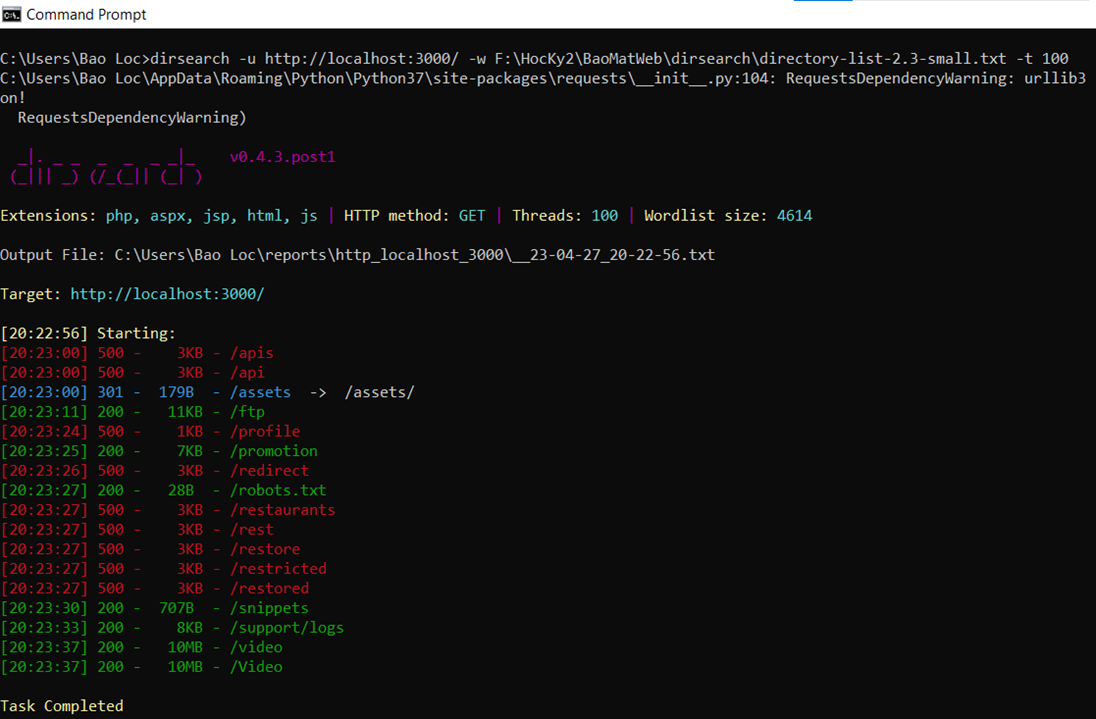 Command Prompt
C:\Users\Bao Loc>dirsearch -u http://localhost:3000/ -w F:\HocKy2\BaoMatWeb\dirsearch\directory-list-2.3-small.txt -t 100
C:\Users\Bao Loc\AppData\Roaming\Python\Python37\site-packages\requests\__init__.py:104: RequestsDependencyWarning: urllib3
on!
  RequestsDependencyWarning)
  _|. _ _  _  _  _ _|_    v0.4.3.post1
 (_||| _) (/_(_|| (_| )
Extensions: php, aspx, jsp, html, js | HTTP method: GET | Threads: 100 | Wordlist size: 4614
Output File: C:\Users\Bao Loc\reports\http_localhost_3000\__23-04-27_20-22-56.txt
Target: http://localhost:3000/
[20:22:56] Starting:
[20:23:00] 500 -    3KB - /apis
[20:23:00] 500 -    3KB - /api
[20:23:00] 301 -  179B  - /assets  ->  /assets/
[20:23:11] 200 -   11KB - /ftp
[20:23:24] 500 -    1KB - /profile
[20:23:25] 200 -    7KB - /promotion
[20:23:26] 500 -    3KB - /redirect
[20:23:27] 200 -   28B  - /robots.txt
[20:23:27] 500 -    3KB - /restaurants
[20:23:27] 500 -    3KB - /rest
[20:23:27] 500 -    3KB - /restore
[20:23:27] 500 -    3KB - /restricted
[20:23:27] 500 -    3KB - /restored
[20:23:30] 200 -  707B  - /snippets
[20:23:33] 200 -    8KB - /support/logs
[20:23:37] 200 -   10MB - /video
[20:23:37] 200 -   10MB - /Video
Task Completed